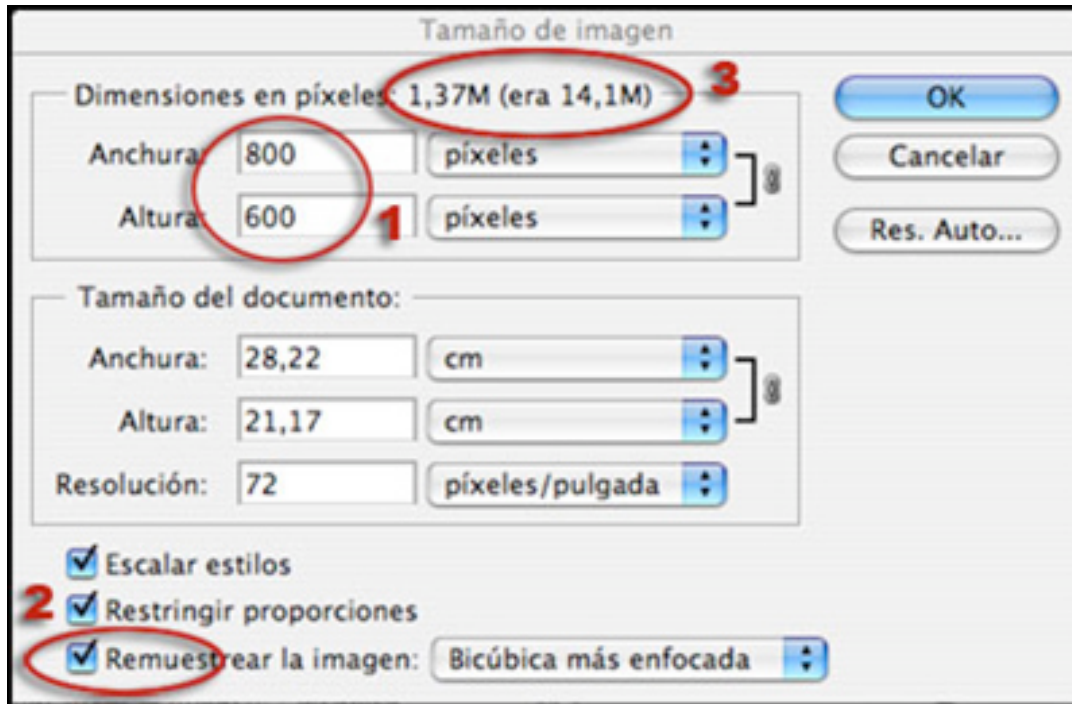 Tamaño de imagen
Dimensiones en píxeles: 1,37M (era 14,1M) 3
OK
Anchura: 800 píxeles
Cancelar
Altura: 600 1 píxeles
Res. Auto...
Tamaño del documento:
Anchura: 28,22 cm
Altura: 21,17 cm
Resolución: 72 píxeles/pulgada
Escalar estilos
2 Restringir proporciones
Remuestrear la imagen: Bicúbica más enfocada